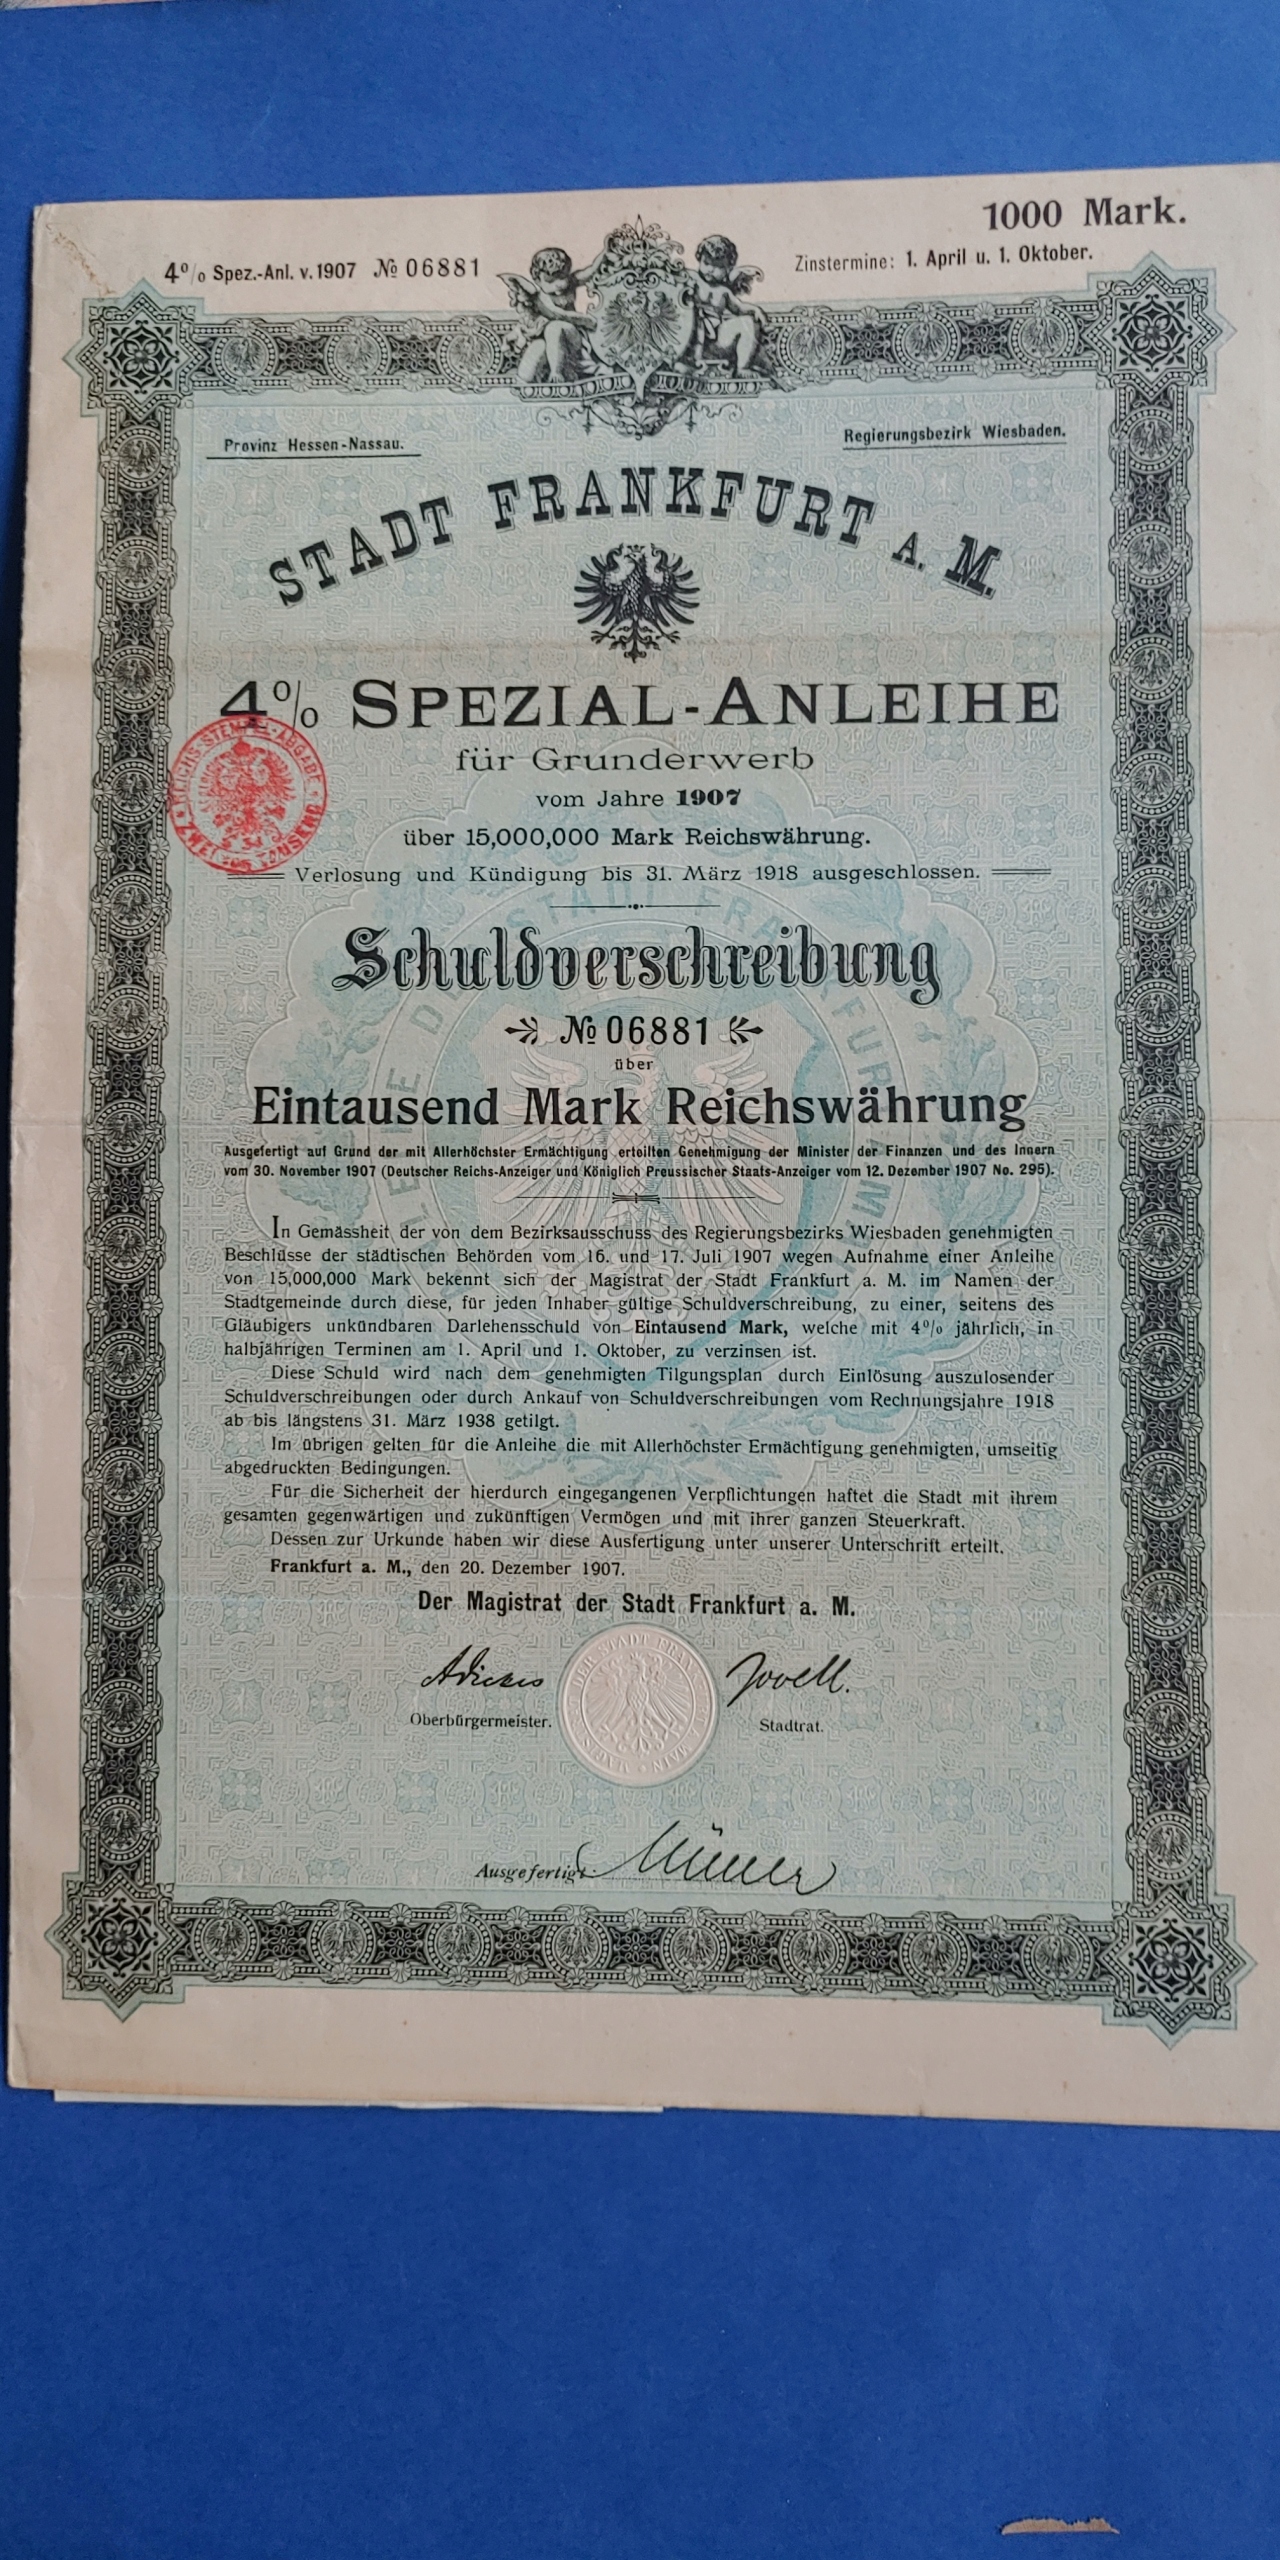 1000 Mark.
4% Spez.-Anl. v. 1907 № 06881
Zinstermine: 1. April u. 1. Oktober.
Provinz Hessen-Nassau.
Regierungsbezirk Wiesbaden.
STADT FRANKFURT A. M.
4% SPEZIAL-ANLEIHE
REICHS-STEMPEL-ABGABE
ZWEI TAUSEND
für Grunderwerb
vom Jahre 1907
über 15,000,000 Mark Reichswährung.
Verlosung und Kündigung bis 31. März 1918 ausgeschlossen.
Schuldverschreibung
№ 06881
über
Eintausend Mark Reichswährung
Ausgefertigt auf Grund der mit Allerhöchster Ermächtigung erteilten Genehmigung der Minister der Finanzen und des Innern
vom 30. November 1907 (Deutscher Reichs-Anzeiger und Königlich Preussischer Staats-Anzeiger vom 12. Dezember 1907 No. 295).
In Gemässheit der von dem Bezirksausschuss des Regierungsbezirks Wiesbaden genehmigten
Beschlüsse der städtischen Behörden vom 16. und 17. Juli 1907 wegen Aufnahme einer Anleihe
von 15,000,000 Mark bekennt sich der Magistrat der Stadt Frankfurt a. M. im Namen der
Stadtgemeinde durch diese, für jeden Inhaber gültige Schuldverschreibung, zu einer, seitens des
Gläubigers unkündbaren Darlehensschuld von Eintausend Mark, welche mit 4% jährlich, in
halbjährigen Terminen am 1. April und 1. Oktober, zu verzinsen ist.
Diese Schuld wird nach dem genehmigten Tilgungsplan durch Einlösung auszulosender
Schuldverschreibungen oder durch Ankauf von Schuldverschreibungen vom Rechnungsjahre 1918
ab bis längstens 31. März 1938 getilgt.
Im übrigen gelten für die Anleihe die mit Allerhöchster Ermächtigung genehmigten, umseitig
abgedruckten Bedingungen.
Für die Sicherheit der hierdurch eingegangenen Verpflichtungen haftet die Stadt mit ihrem
gesamten gegenwärtigen und zukünftigen Vermögen und mit ihrer ganzen Steuerkraft.
Dessen zur Urkunde haben wir diese Ausfertigung unter unserer Unterschrift erteilt.
Frankfurt a. M., den 20. Dezember 1907.
Der Magistrat der Stadt Frankfurt a. M.
Adickes
Oberbürgermeister.
Stadtrat.
Ausgefertigt: